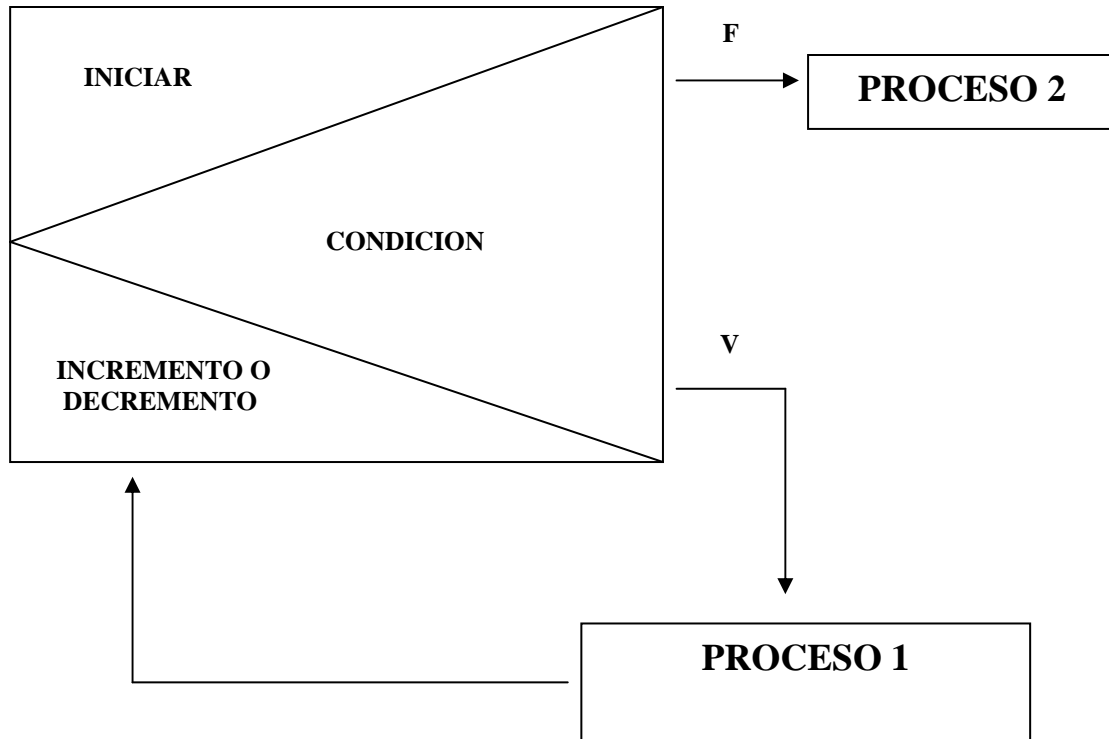 F
INICIAR
PROCESO 2
CONDICION
V
INCREMENTO O
DECREMENTO
PROCESO 1